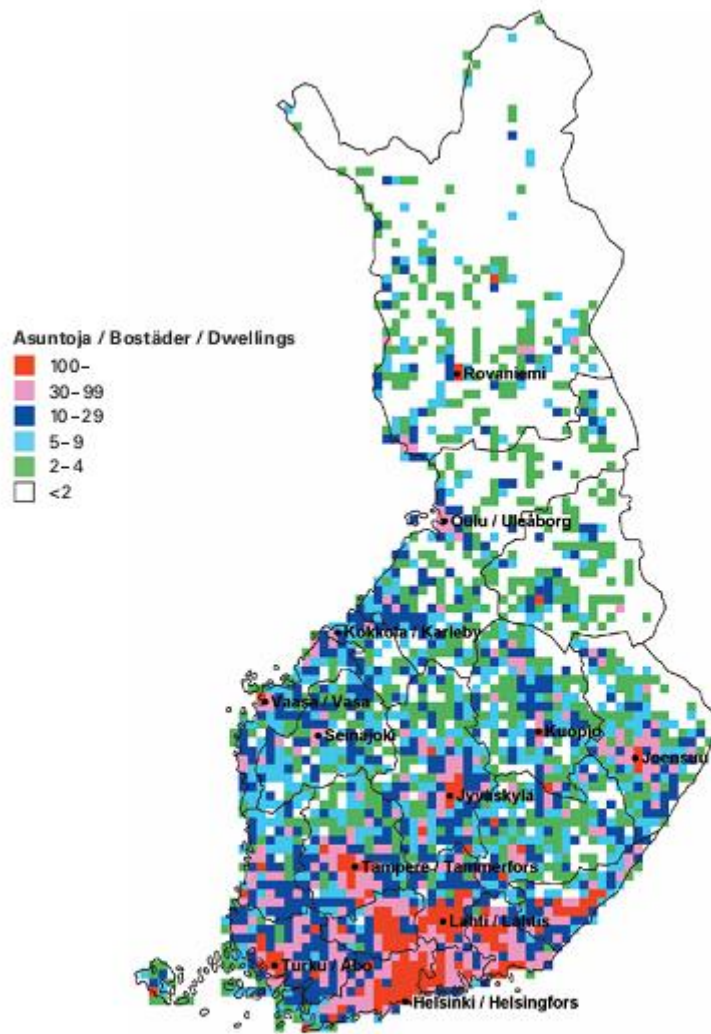 Asuntoja / Bostäder / Dwellings
100-
30-99
10-29
5-9
2-4
<2
Rovaniemi
Oulu / Uleåborg
Kokkola / Karleby
Vaasa / Vasa
Seinäjoki
Kuopio
Joensuu
Jyväskylä
Tampere / Tammerfors
Lahti / Lahtis
Turku / Åbo
Helsinki / Helsingfors